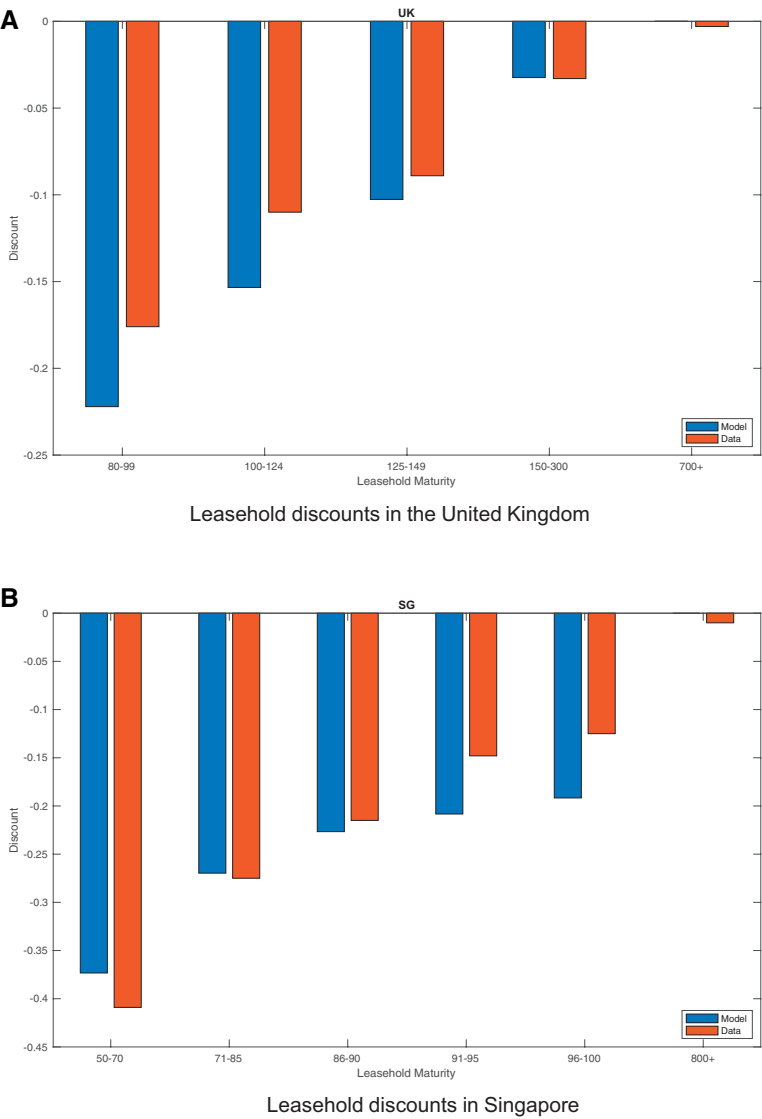 A
UK
0
-0.05
-0.1
-0.15
-0.2
-0.25
Discount
80-99 100-124 125-149 150-300 700+
Leasehold Maturity
Model
Data
Leasehold discounts in the United Kingdom
B
SG
0
-0.05
-0.1
-0.15
-0.2
-0.25
-0.3
-0.35
-0.4
-0.45
Discount
50-70 71-85 86-90 91-95 96-100 800+
Leasehold Maturity
Model
Data
Leasehold discounts in Singapore